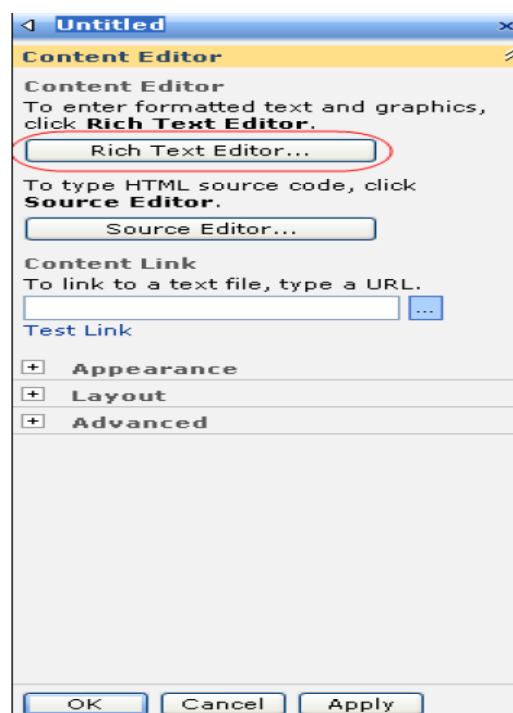 Untitled
Content Editor
Content Editor
To enter formatted text and graphics,
click Rich Text Editor.
Rich Text Editor...
To type HTML source code, click
Source Editor.
Source Editor...
Content Link
To link to a text file, type a URL.
...
Test Link
Appearance
Layout
Advanced
OK Cancel Apply